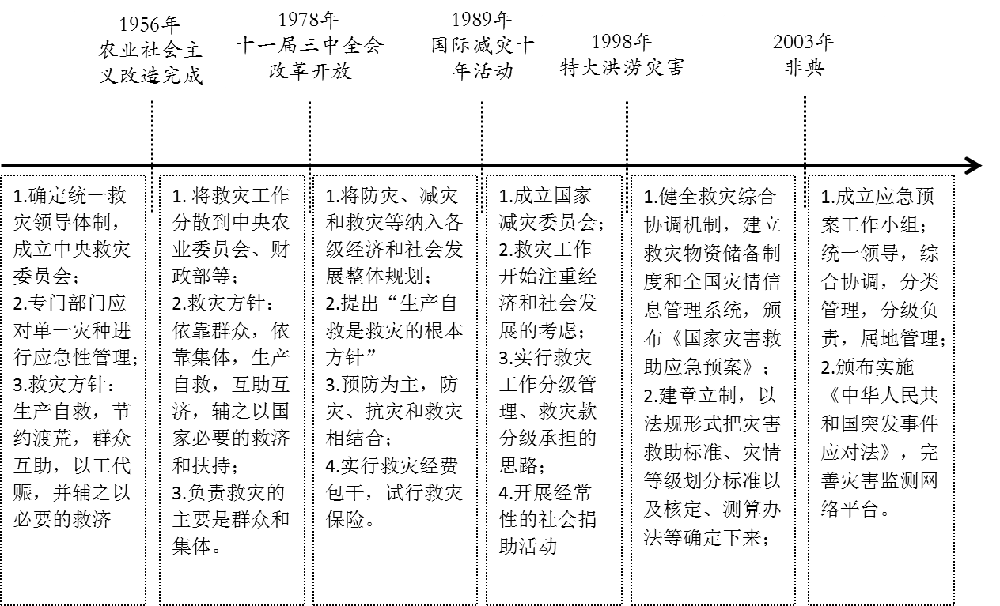 1956年
农业社会主
义改造完成
1978年
十一届三中全会
改革开放
1989年
国际减灾十
年活动
1998年
特大洪涝灾害
2003年
非典
1.确定统一救
灾领导体制，
成立中央救灾
委员会；
2.专门部门应
对单一灾种进
行应急性管理；
3.救灾方针：
生产自救，节
约渡荒，群众
互助，以工代
赈，并辅之以
必要的救济
1. 将救灾工作
分散到中央农
业委员会、财
政部等；
2.救灾方针：
依靠群众，依
靠集体，生产
自救，互助互
济，辅之以国
家必要的救济
和扶持；
3.负责救灾的
主要是群众和
集体。
1.将防灾、减灾
和救灾等纳入各
级经济和社会发
展整体规划；
2.提出“生产自
救是救灾的根本
方针”
3.预防为主，防
灾、抗灾和救灾
相结合；
4.实行救灾经费
包干，试行救灾
保险。
1.成立国家
减灾委员会；
2.救灾工作
开始注重经
济和社会发
展的考虑；
3.实行救灾
工作分级管
理、救灾款
分级承担的
思路；
4.开展经常
性的社会捐
助活动
1.健全救灾综合
协调机制，建立
救灾物资储备制
度和全国灾情信
息管理系统，颁
布《国家灾害救
助应急预案》；
2.建章立制，以
法规形式把灾害
救助标准、灾情
等级划分标准以
及核定、测算办
法等确定下来；
1.成立应急预
案工作小组；
统一领导，综
合协调，分类
管理，分级负
责，属地管理；
2.颁布实施
《中华人民共
和国突发事件
应对法》，完
善灾害监测网
络平台。